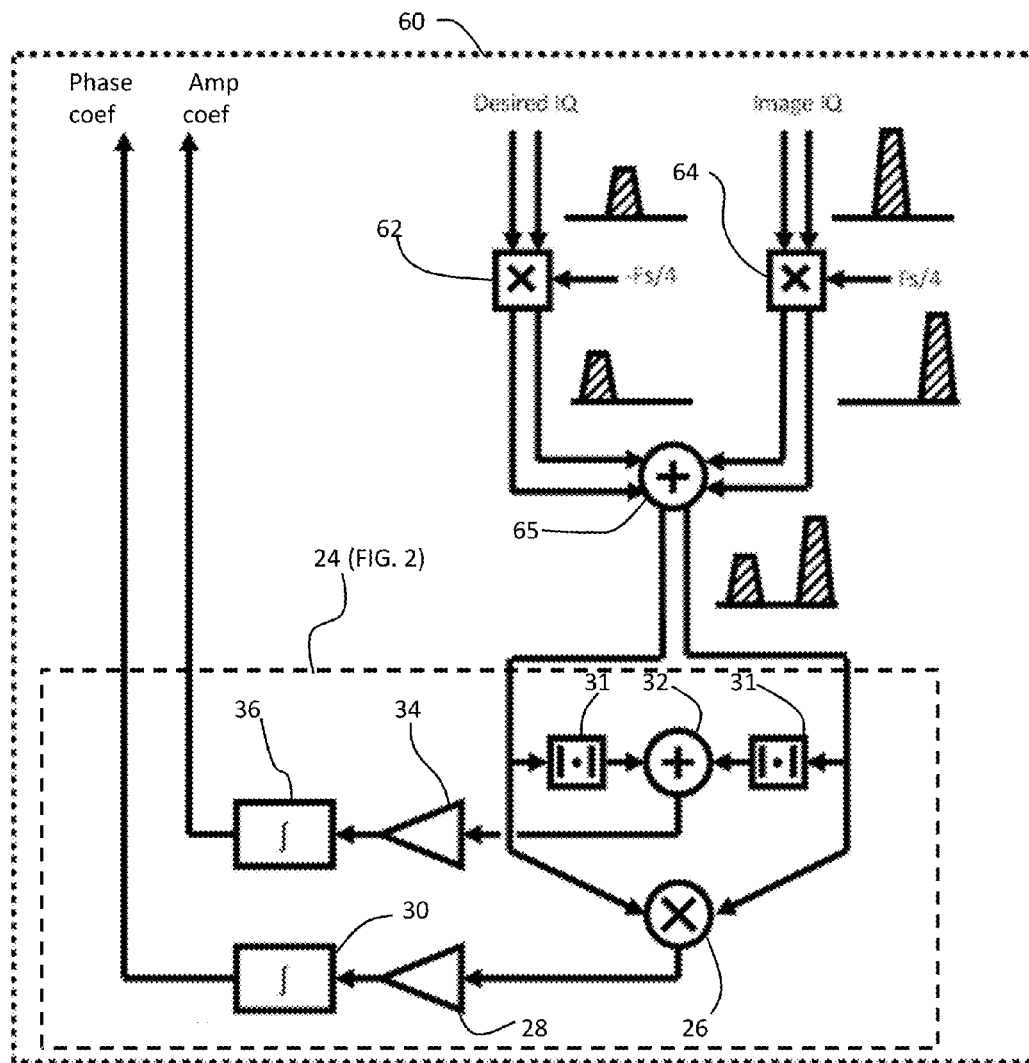 60
Phase
coef
Amp
coef
Desired IQ
Image IQ
64
62
-Fs/4
Fs/4
65
24 (FIG. 2)
31
32
31
36
34
|•|
+
|•|
∫
30
∫
28
26